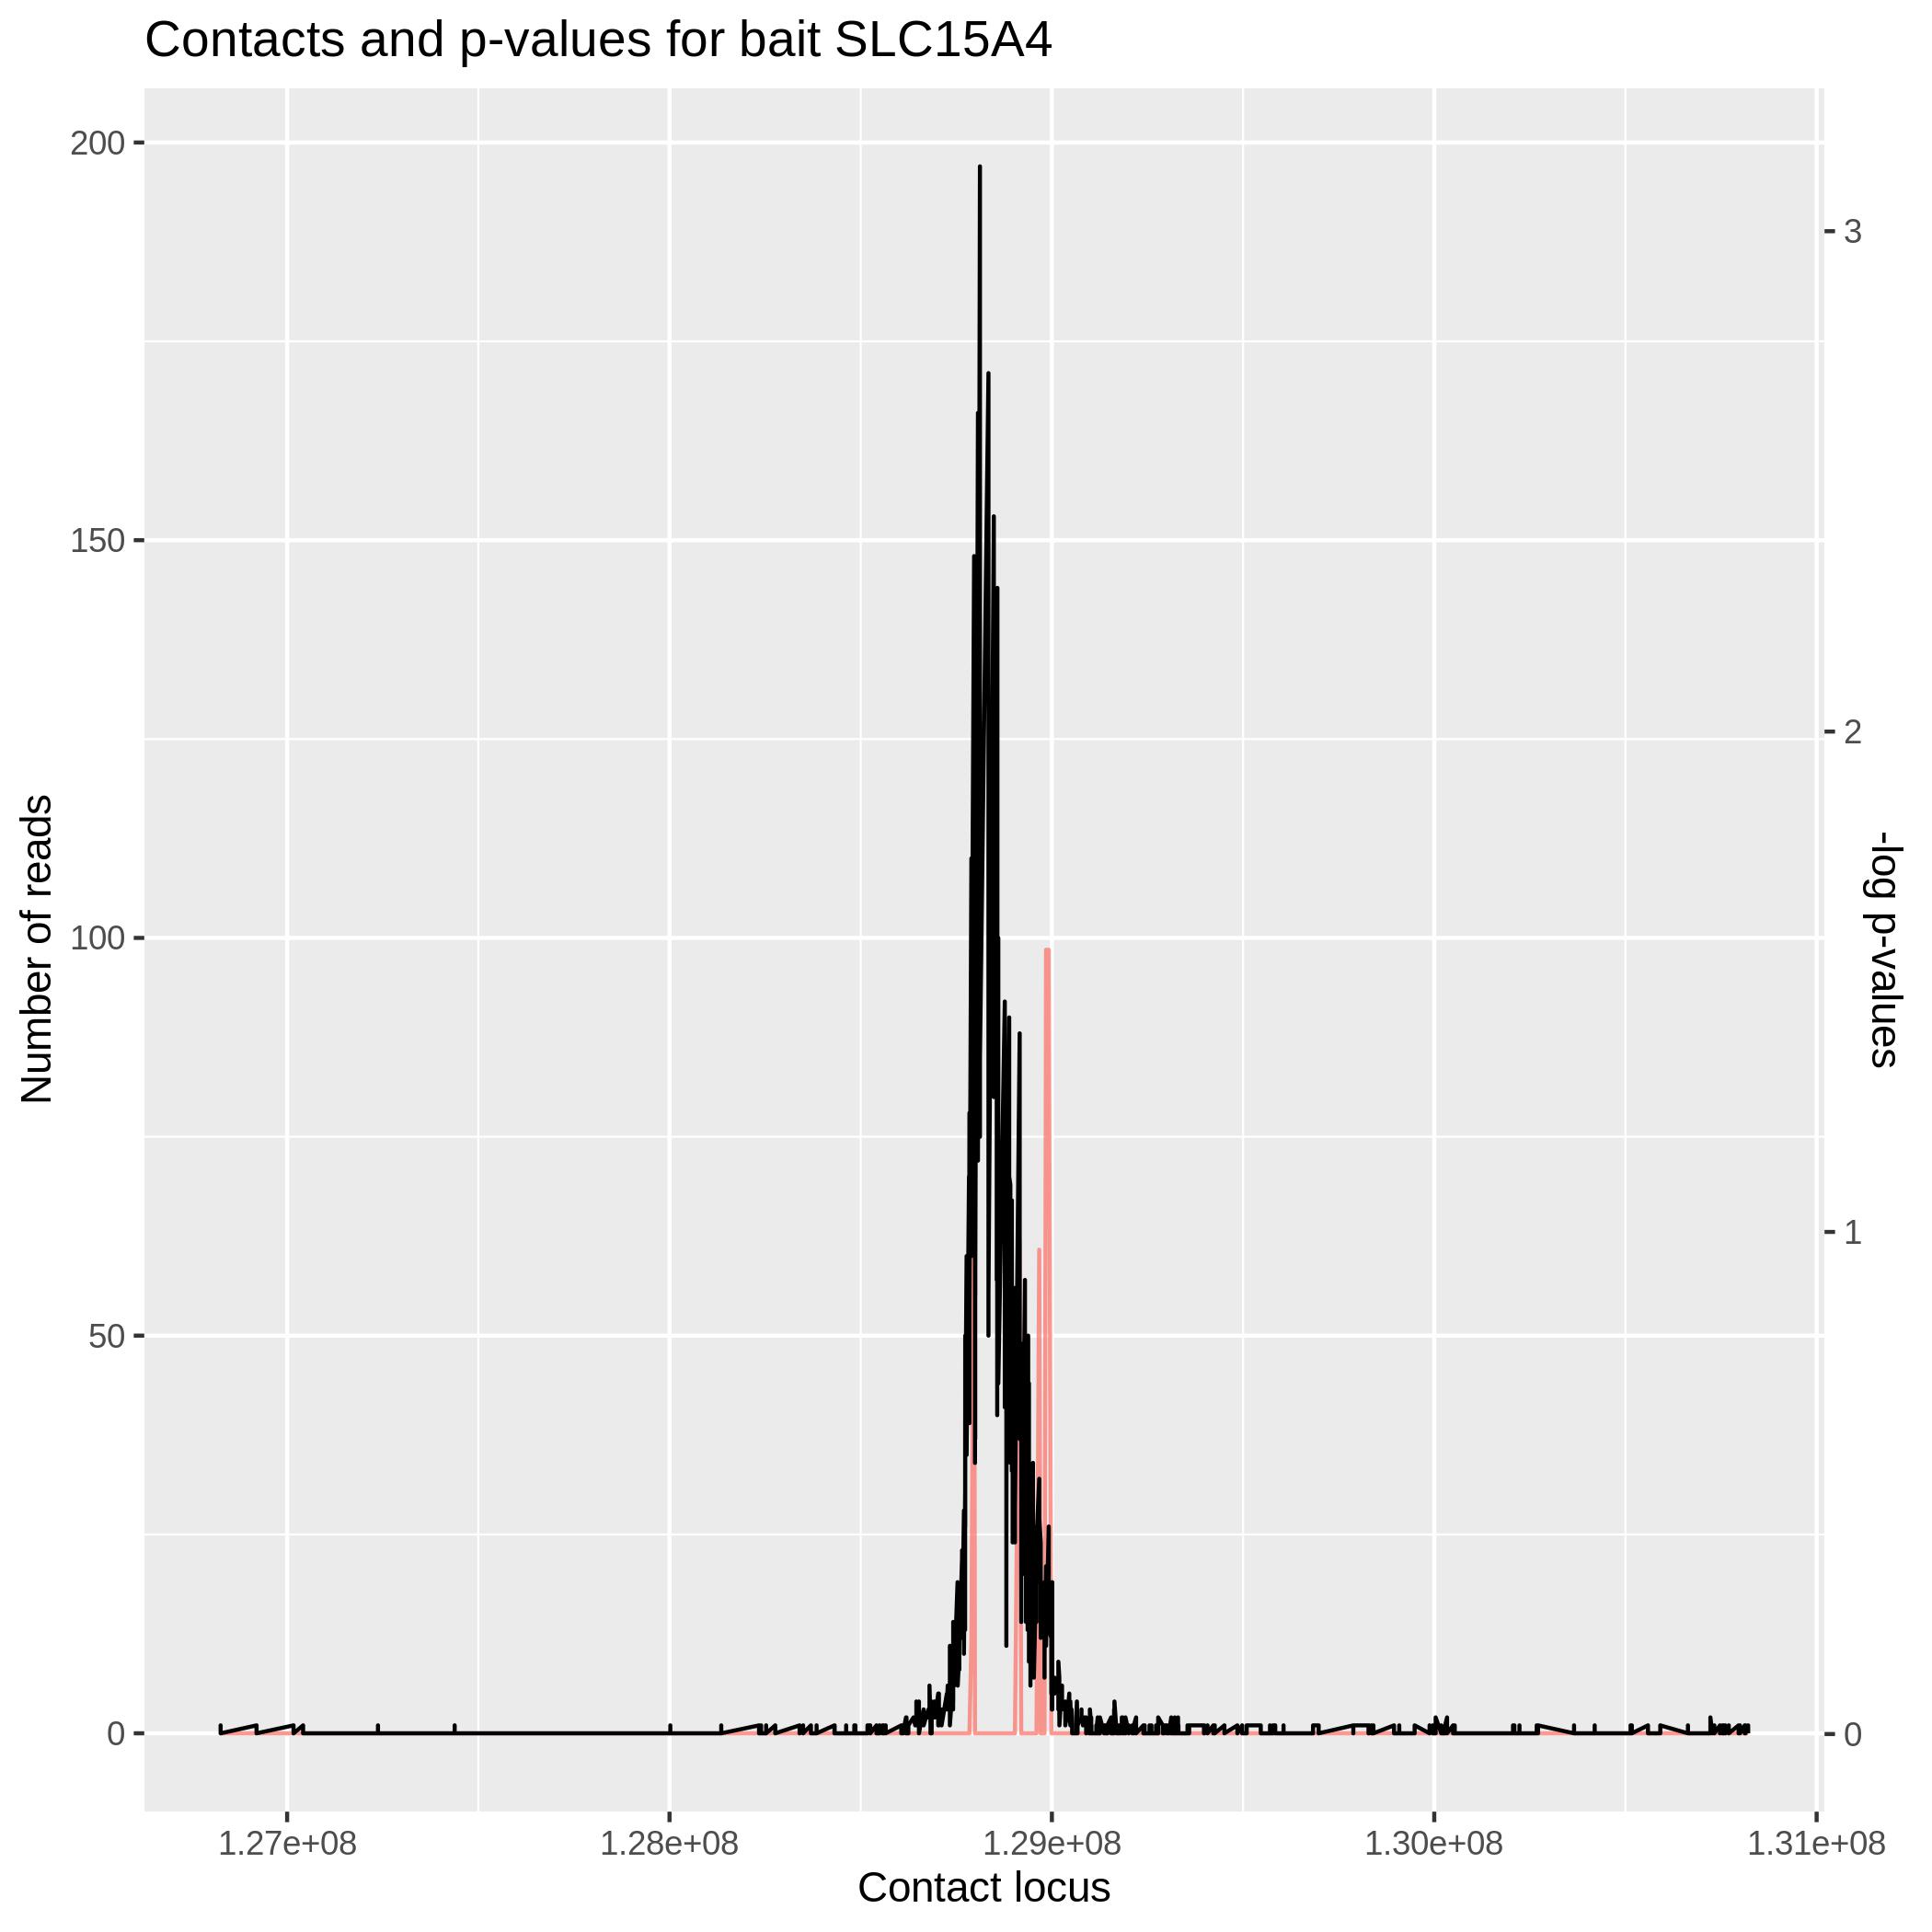 Contacts and p-values for bait SLC15A4
200
150
100
50
0
Number of reads
3
2
1
0
-log p-values
1.27e+08
1.28e+08
1.29e+08
1.30e+08
1.31e+08
Contact locus